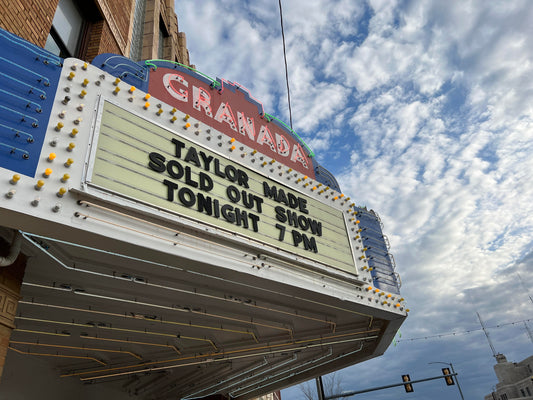 GRANADA
TAYLOR MADE
SOLD OUT SHOW
TONIGHT 7 PM